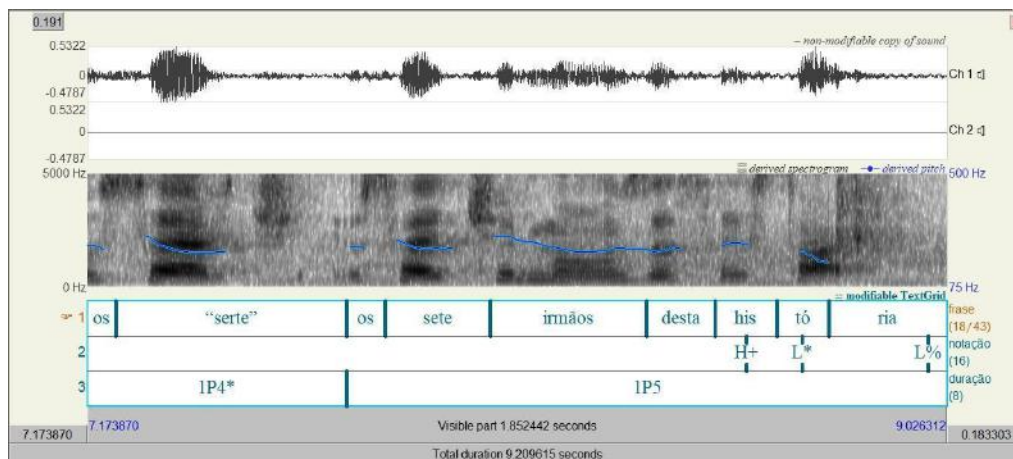 0.191
0.5322
– non-modifiable copy of sound
0
Ch 1
-0.4787
0.5322
0
Ch 2
-0.4787
5000 Hz
derived spectrogram
derived pitch
500 Hz
0 Hz
75 Hz
modifiable TextGrid
1 os "serte" os sete irmãos desta his tó ria frase (18/43)
2 H+ L* L% notação (16)
3 1P4* 1P5 duração (8)
7.173870 Visible part 1.852442 seconds 9.026312
7.173870 0.183303
Total duration 9.209615 seconds